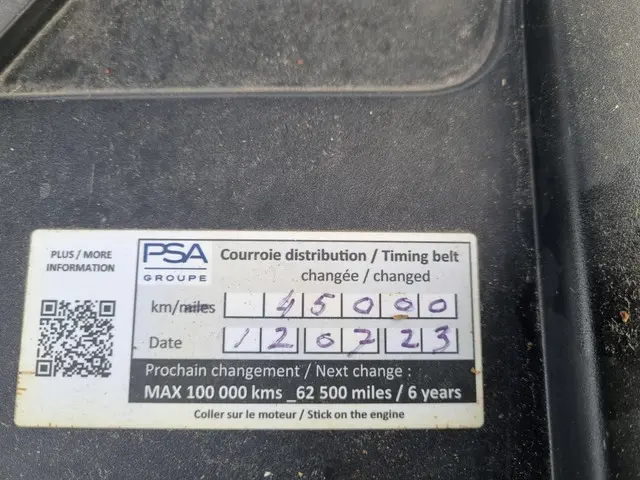 PLUS / MORE
INFORMATION
PSA
GROUPE
Courroie distribution / Timing belt
changée / changed
km/miles 45000
Date 120723
Prochain changement / Next change :
MAX 100 000 kms _62 500 miles / 6 years
Coller sur le moteur / Stick on the engine